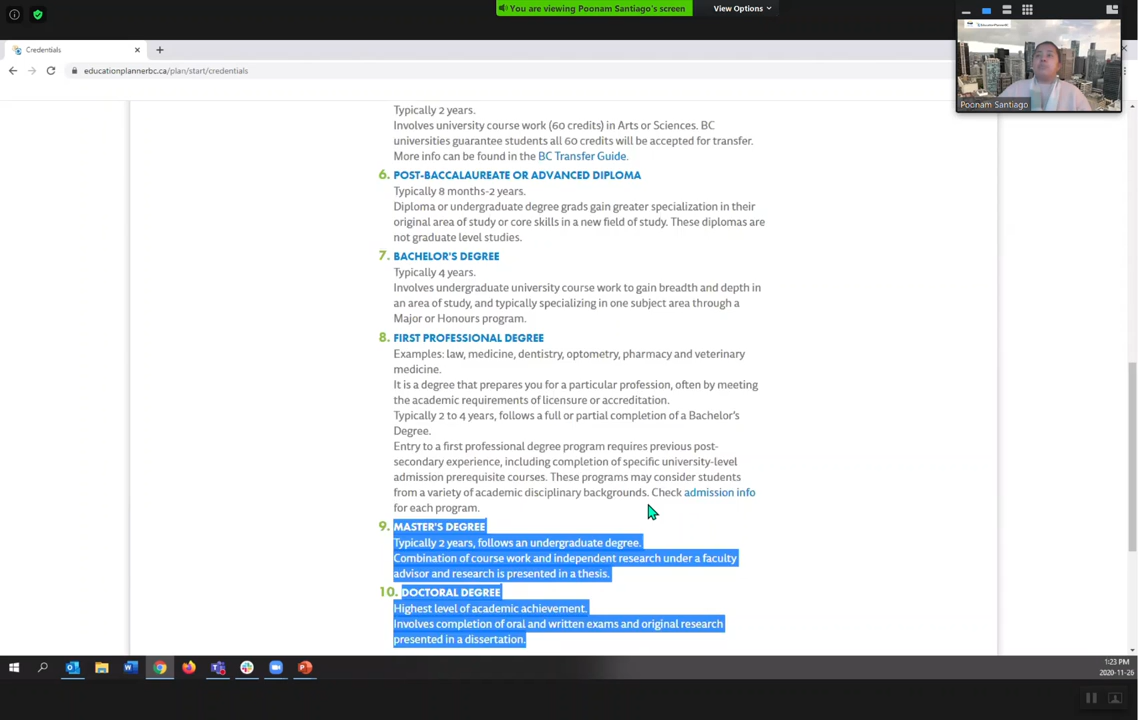 You are viewing Poonam Santiago's screen
View Options
Credentials
educationplannerbc.ca/plan/start/credentials
Poonam Santiago
Typically 2 years.
Involves university course work (60 credits) in Arts or Sciences. BC
universities guarantee students all 60 credits will be accepted for transfer.
More info can be found in the BC Transfer Guide.
6. POST-BACCALAUREATE OR ADVANCED DIPLOMA
Typically 8 months-2 years.
Diploma or undergraduate degree grads gain greater specialization in their
original area of study or core skills in a new field of study. These diplomas are
not graduate level studies.
7. BACHELOR'S DEGREE
Typically 4 years.
Involves undergraduate university course work to gain breadth and depth in
an area of study, and typically specializing in one subject area through a
Major or Honours program.
8. FIRST PROFESSIONAL DEGREE
Examples: law, medicine, dentistry, optometry, pharmacy and veterinary
medicine.
It is a degree that prepares you for a particular profession, often by meeting
the academic requirements of licensure or accreditation.
Typically 2 to 4 years, follows a full or partial completion of a Bachelor's
Degree.
Entry to a first professional degree program requires previous post-
secondary experience, including completion of specific university-level
admission prerequisite courses. These programs may consider students
from a variety of academic disciplinary backgrounds. Check admission info
for each program.
9. MASTER'S DEGREE
Typically 2 years, follows an undergraduate degree.
Combination of course work and independent research under a faculty
advisor and research is presented in a thesis.
10. DOCTORAL DEGREE
Highest level of academic achievement.
Involves completion of oral and written exams and original research
presented in a dissertation.
1:23 PM
2020-11-26